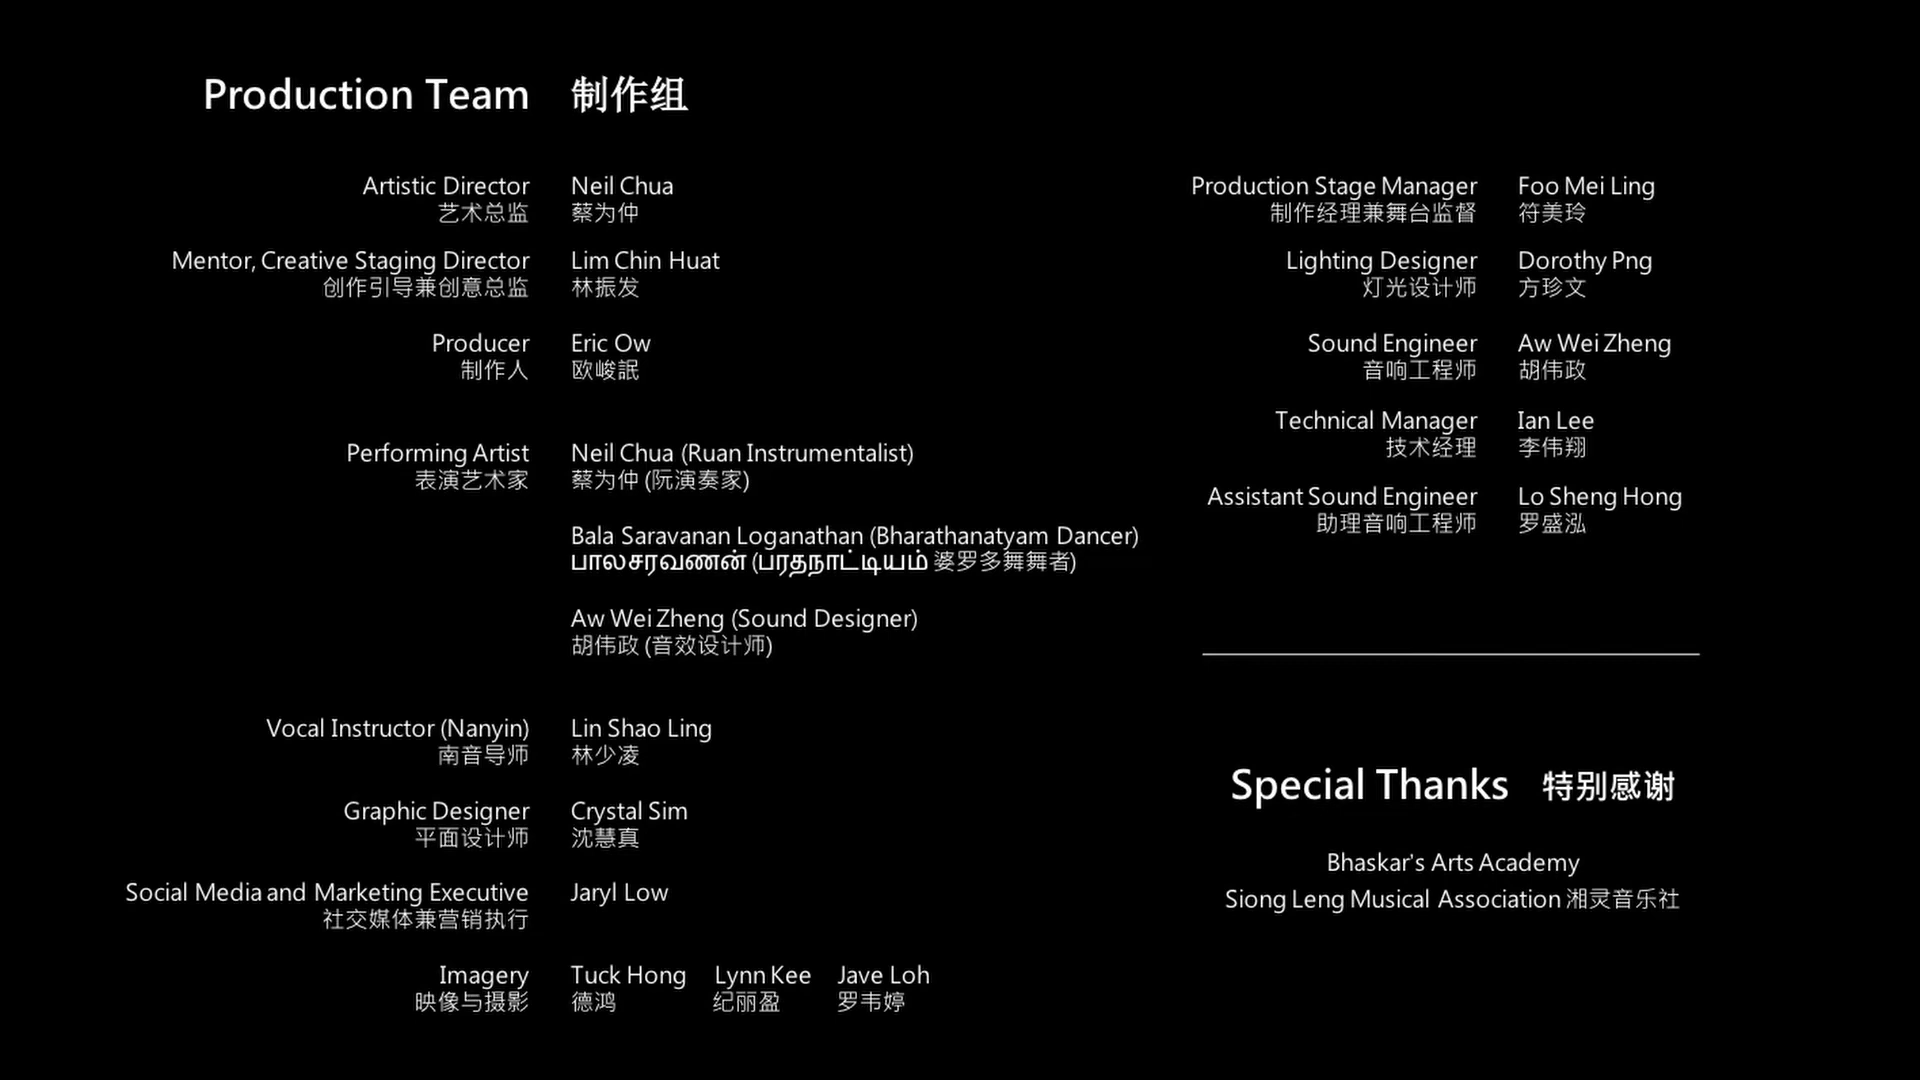 Production Team 制作组
Artistic Director Neil Chua
艺术总监 蔡为仲
Mentor, Creative Staging Director Lim Chin Huat
创作引导兼创意总监 林振发
Producer Eric Ow
制作人 欧峻詪
Performing Artist Neil Chua (Ruan Instrumentalist)
表演艺术家 蔡为仲 (阮演奏家)
Bala Saravanan Loganathan (Bharathanatyam Dancer)
பாலசரவணன் (பரதநாட்டியம் 婆罗多舞舞者)
Aw Wei Zheng (Sound Designer)
胡伟政 (音效设计师)
Vocal Instructor (Nanyin) Lin Shao Ling
南音导师 林少凌
Graphic Designer Crystal Sim
平面设计师 沈慧真
Social Media and Marketing Executive Jaryl Low
社交媒体兼营销执行
Imagery Tuck Hong Lynn Kee Jave Loh
映像与摄影 德鸿 纪丽盈 罗韦婷
Production Stage Manager Foo Mei Ling
制作经理兼舞台监督 符美玲
Lighting Designer Dorothy Png
灯光设计师 方珍文
Sound Engineer Aw Wei Zheng
音响工程师 胡伟政
Technical Manager Ian Lee
技术经理 李伟翔
Assistant Sound Engineer Lo Sheng Hong
助理音响工程师 罗盛泓
Special Thanks 特别感谢
Bhaskar's Arts Academy
Siong Leng Musical Association 湘灵音乐社